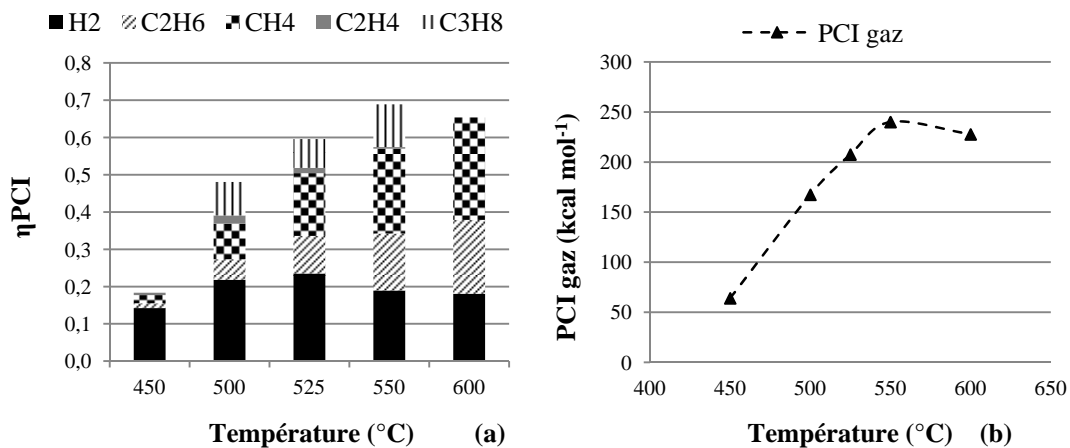 H2 C2H6 CH4 C2H4 C3H8
0,8
0,7
0,6
0,5
0,4
0,3
0,2
0,1
0,0
ηPCI
450 500 525 550 600
Température (°C) (a)
PCI gaz
300
250
200
150
100
50
0
PCI gaz (kcal mol-1)
400 450 500 550 600 650
Température (°C) (b)